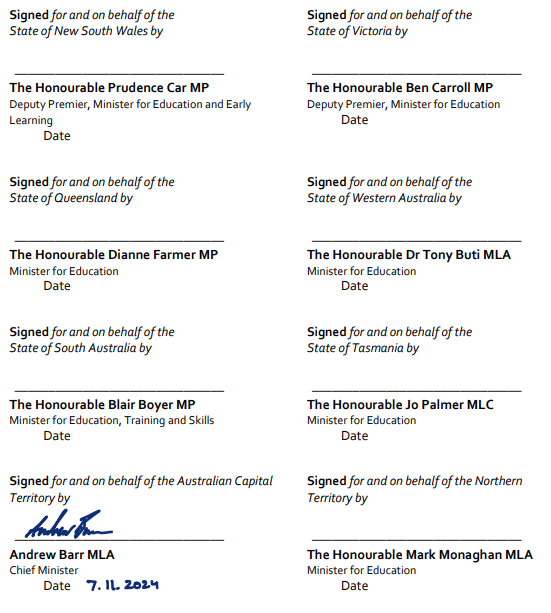 Signed for and on behalf of the
State of New South Wales by
The Honourable Prudence Car MP
Deputy Premier, Minister for Education and Early
Learning
Date
Signed for and on behalf of the
State of Victoria by
The Honourable Ben Carroll MP
Deputy Premier, Minister for Education
Date
Signed for and on behalf of the
State of Queensland by
The Honourable Dianne Farmer MP
Minister for Education
Date
Signed for and on behalf of the
State of Western Australia by
The Honourable Dr Tony Buti MLA
Minister for Education
Date
Signed for and on behalf of the
State of South Australia by
The Honourable Blair Boyer MP
Minister for Education, Training and Skills
Date
Signed for and on behalf of the
State of Tasmania by
The Honourable Jo Palmer MLC
Minister for Education
Date
Signed for and on behalf of the Australian Capital
Territory by
Andrew Barr MLA
Chief Minister
Date 7.11.2024
Signed for and on behalf of the Northern
Territory by
The Honourable Mark Monaghan MLA
Minister for Education
Date